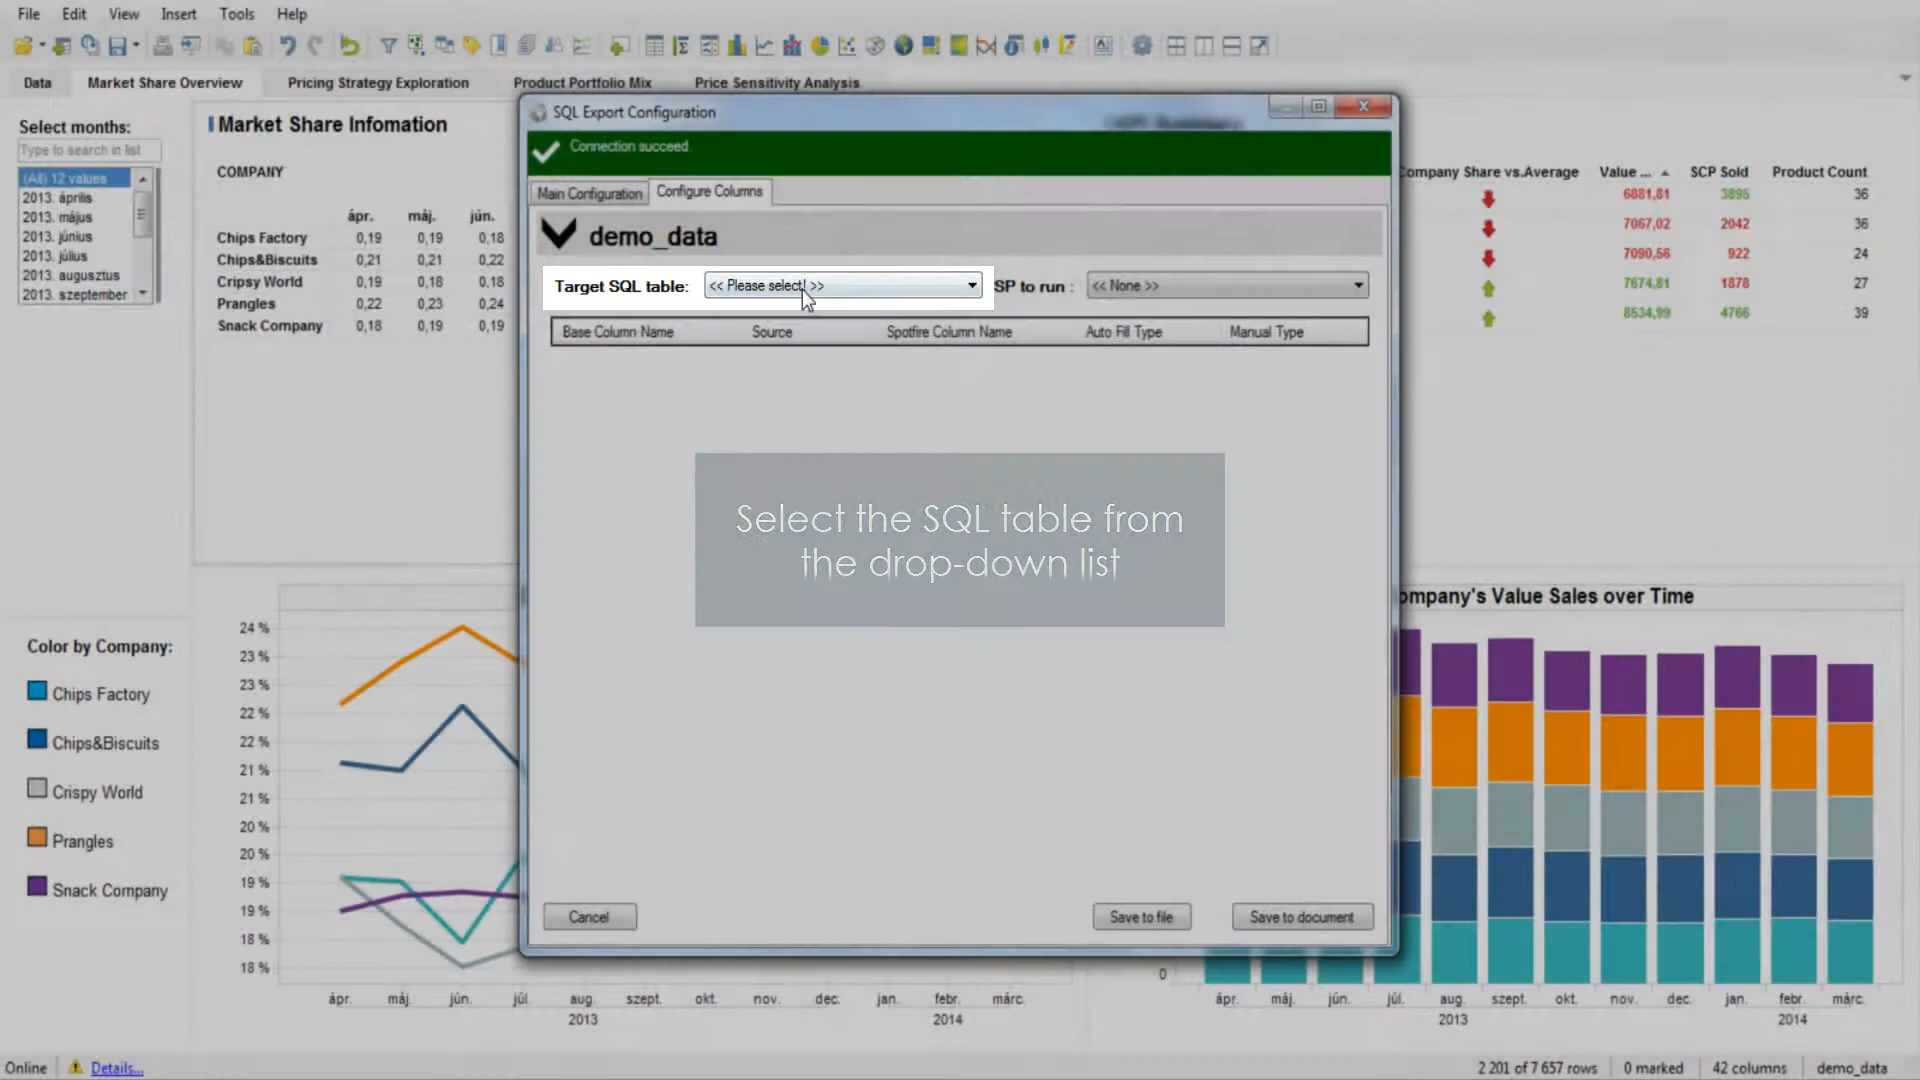 File Edit View Insert Tools Help
Data Market Share Overview Pricing Strategy Exploration Product Portfolio Mix Price Sensitivity Analysis
Select months:
Type to search in list
(All) 12 values
2013. április
2013. május
2013. június
2013. július
2013. augusztus
2013. szeptember
Market Share Infomation
COMPANY
ápr. máj. jún.
Chips Factory 0,19 0,19 0,18
Chips&Biscuits 0,21 0,21 0,22
Cripsy World 0,19 0,18 0,18
Prangles 0,22 0,23 0,24
Snack Company 0,18 0,19 0,19
SQL Export Configuration
Connection succeed.
Main Configuration Configure Columns
demo_data
Target SQL table: << Please select! >> SP to run : << None >>
Base Column Name Source Spotfire Column Name Auto Fill Type Manual Type
Select the SQL table from
the drop-down list
Cancel Save to file Save to document
Company Share vs.Average Value ... SCP Sold Product Count
6881,81 3895 36
7067,02 2042 36
7090,56 922 24
7674,81 1878 27
8534,99 4766 39
Color by Company:
Chips Factory
Chips&Biscuits
Crispy World
Prangles
Snack Company
24 %
23 %
23 %
22 %
22 %
21 %
21 %
20 %
20 %
19 %
19 %
18 %
18 %
ápr. máj. jún. júl. aug. szept. okt. nov. dec. jan. febr. márc.
2013 2014
ompany's Value Sales over Time
0
ápr. máj. jún. júl. aug. szept. okt. nov. dec. jan. febr. márc.
2013 2014
Online Details... 2 201 of 7 657 rows 0 marked 42 columns demo_data